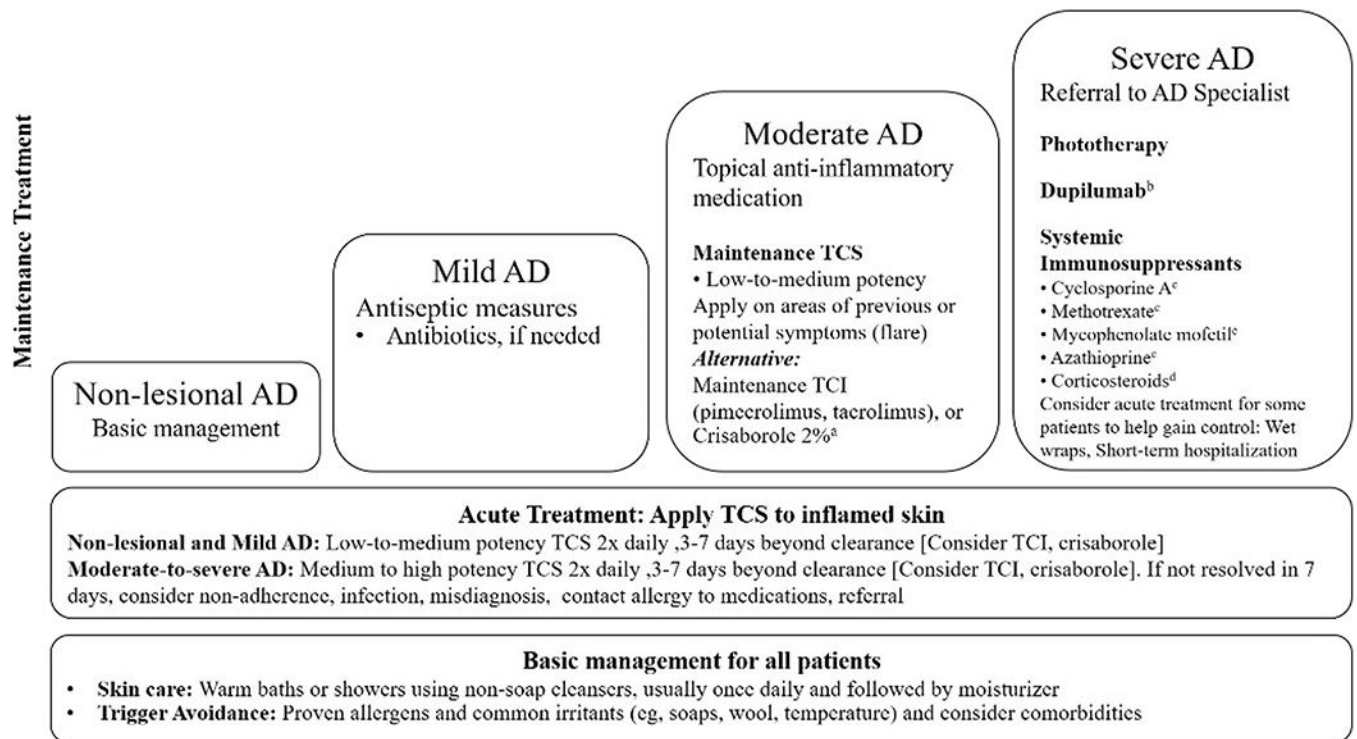 Maintenance Treatment
Non-lesional AD
Basic management
Mild AD
Antiseptic measures
• Antibiotics, if needed
Moderate AD
Topical anti-inflammatory
medication
Maintenance TCS
• Low-to-medium potency
Apply on areas of previous or
potential symptoms (flare)
Alternative:
Maintenance TCI
(pimecrolimus, tacrolimus), or
Crisaborole 2%ᵃ
Severe AD
Referral to AD Specialist
Phototherapy
Dupilumabᵇ
Systemic
Immunosuppressants
• Cyclosporine Aᶜ
• Methotrexateᶜ
• Mycophenolate mofetilᶜ
• Azathioprineᶜ
• Corticosteroidsᵈ
Consider acute treatment for some
patients to help gain control: Wet
wraps, Short-term hospitalization
Acute Treatment: Apply TCS to inflamed skin
Non-lesional and Mild AD: Low-to-medium potency TCS 2x daily ,3-7 days beyond clearance [Consider TCI, crisaborole]
Moderate-to-severe AD: Medium to high potency TCS 2x daily ,3-7 days beyond clearance [Consider TCI, crisaborole]. If not resolved in 7
days, consider non-adherence, infection, misdiagnosis, contact allergy to medications, referral
Basic management for all patients
• Skin care: Warm baths or showers using non-soap cleansers, usually once daily and followed by moisturizer
• Trigger Avoidance: Proven allergens and common irritants (eg, soaps, wool, temperature) and consider comorbidities